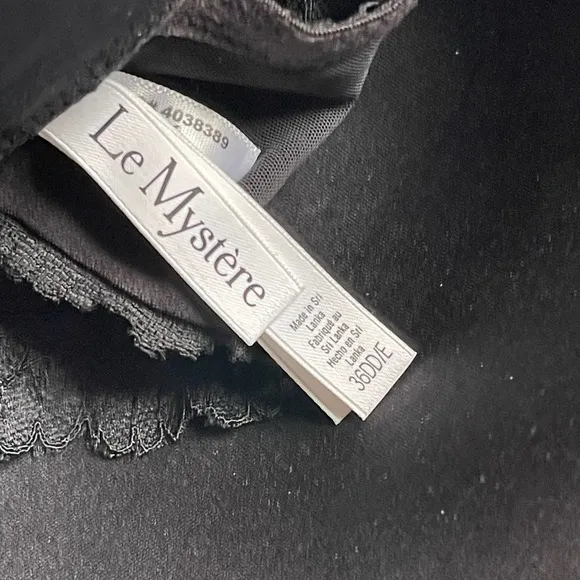 4038389
Le Mystère
Made in Sri
Lanka
Fabriqué au
Sri Lanka
Hecho en Sri
Lanka
36DD/E